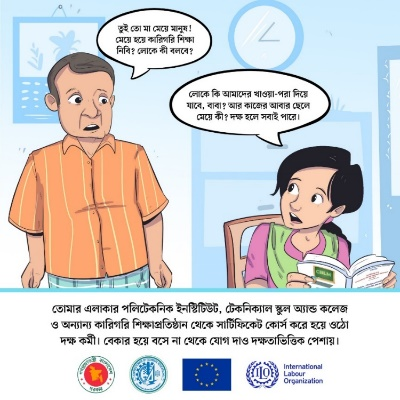 তুই তো মা মেয়ে মানুষ!
মেয়ে হয়ে কারিগরি শিক্ষা
নিবি? লোকে কী বলবে?
লোকে কি আমাদের খাওয়া-পরা দিয়ে
যাবে, বাবা? আর কাজের আবার ছেলে
মেয়ে কী? দক্ষ হলে সবাই পারে।
তোমার এলাকার পলিটেকনিক ইনস্টিটিউট, টেকনিক্যাল স্কুল অ্যান্ড কলেজ
ও অন্যান্য কারিগরি শিক্ষাপ্রতিষ্ঠান থেকে সার্টিফিকেট কোর্স করে হয়ে ওঠো
দক্ষ কর্মী। বেকার হয়ে বসে না থেকে যোগ দাও দক্ষতাভিত্তিক পেশায়।
International
Labour
Organization